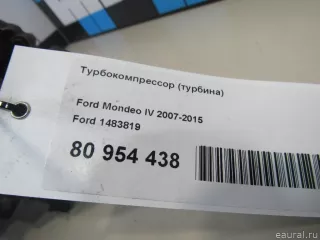 Турбокомпрессор (турбина)
Ford Mondeo IV 2007-2015
Ford 1483819
80 954 438
eaural.ru